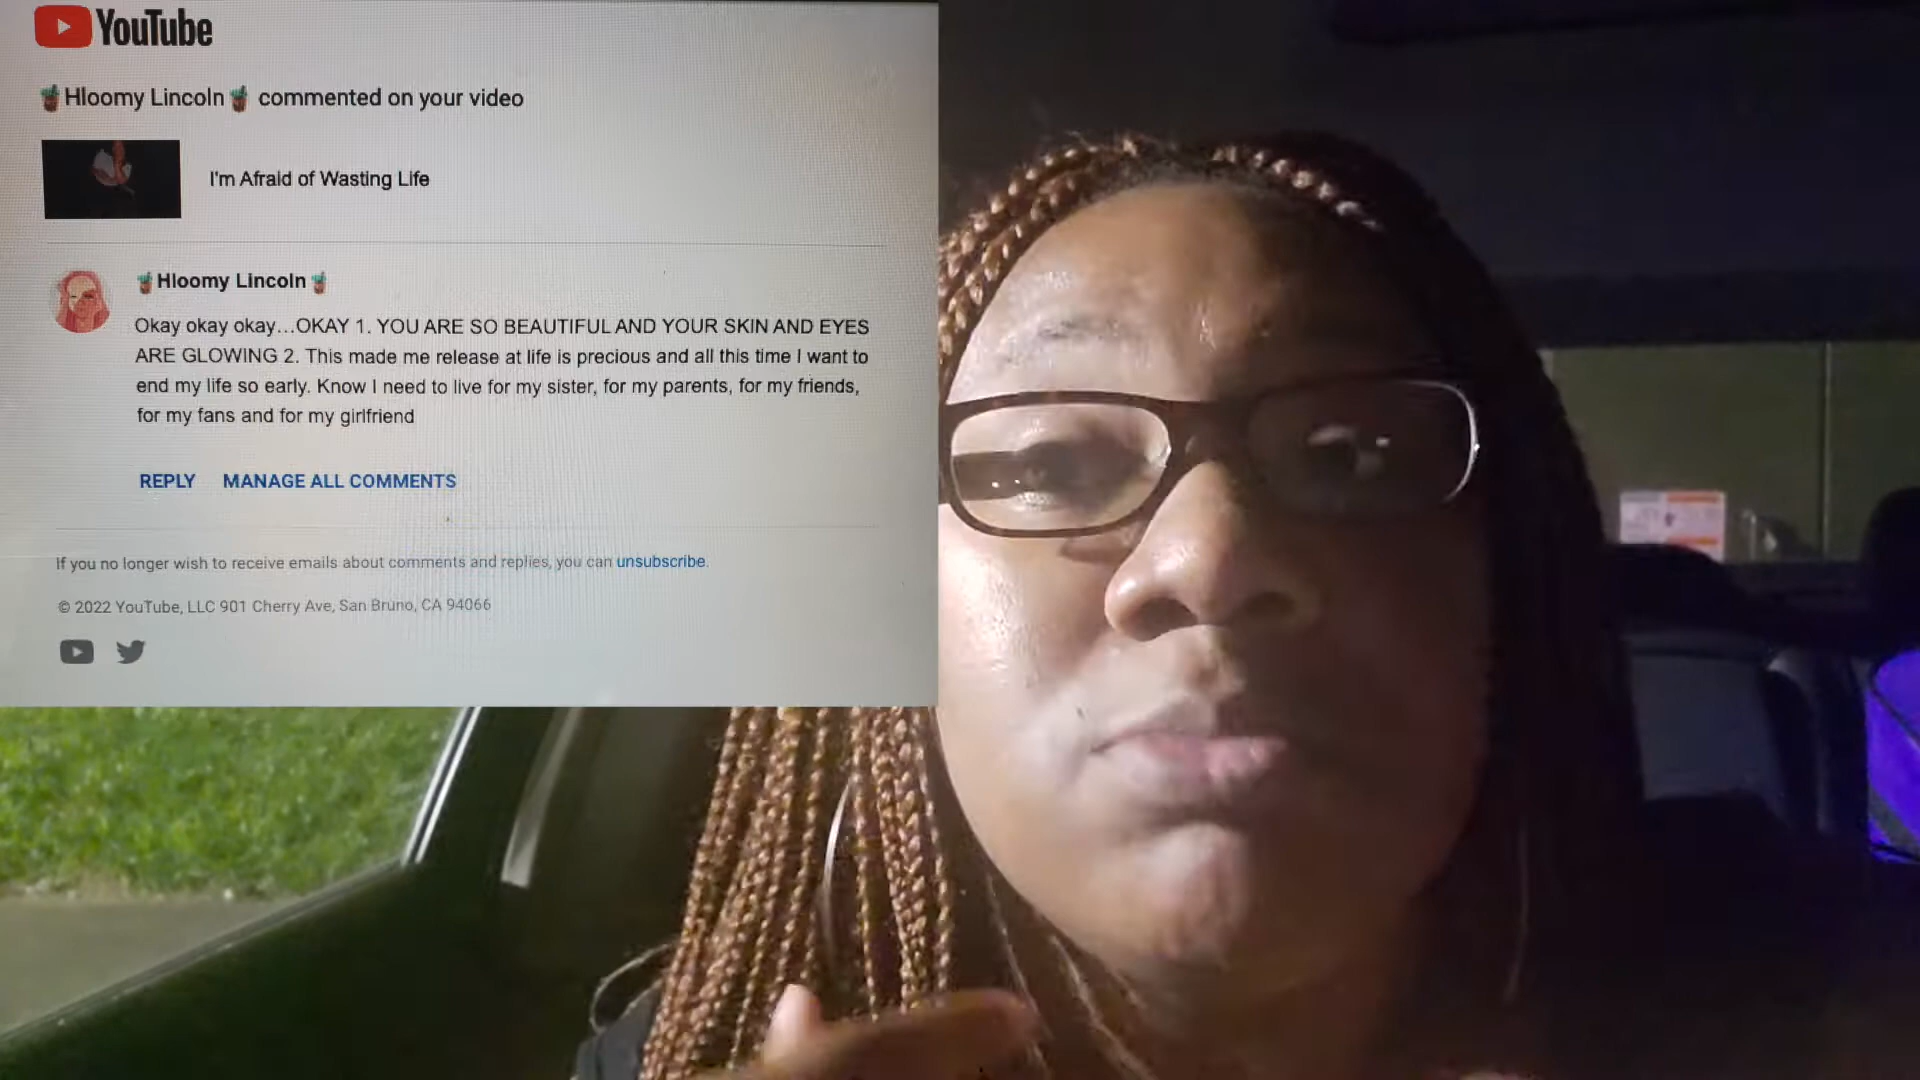 YouTube
Hloomy Lincoln commented on your video
I'm Afraid of Wasting Life
Hloomy Lincoln
Okay okay okay...OKAY 1. YOU ARE SO BEAUTIFUL AND YOUR SKIN AND EYES
ARE GLOWING 2. This made me release at life is precious and all this time I want to
end my life so early. Know I need to live for my sister, for my parents, for my friends,
for my fans and for my girlfriend
REPLY MANAGE ALL COMMENTS
If you no longer wish to receive emails about comments and replies, you can unsubscribe.
© 2022 YouTube, LLC 901 Cherry Ave, San Bruno, CA 94066